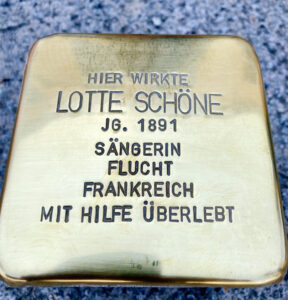 HIER WIRKTE
LOTTE SCHÖNE
JG. 1891
SÄNGERIN
FLUCHT
FRANKREICH
MIT HILFE ÜBERLEBT